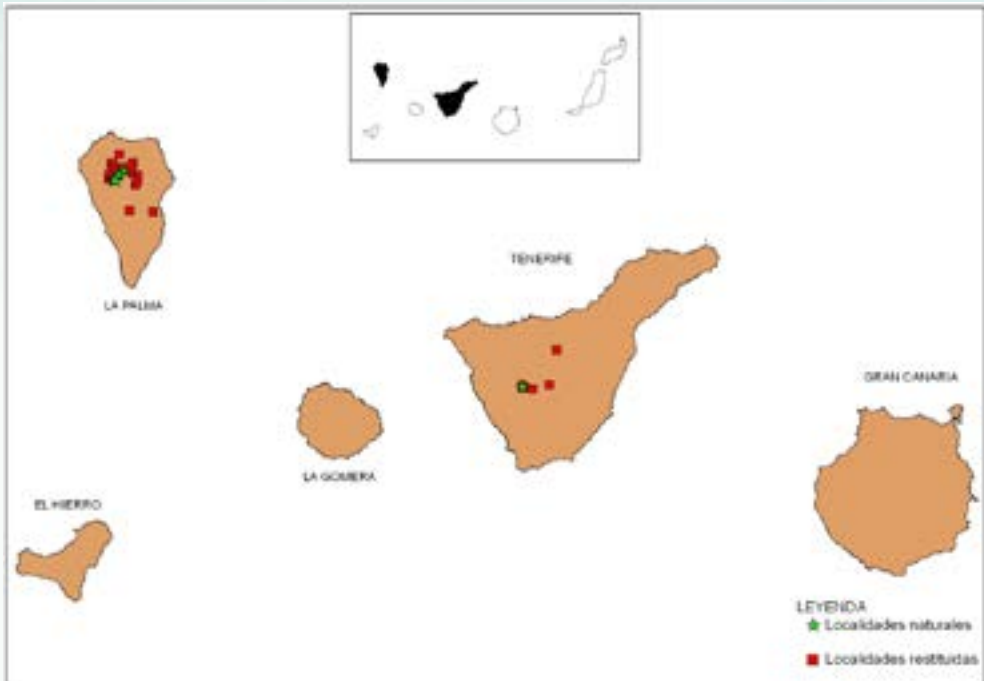 TENERIFE
LA PALMA
GRAN CANARIA
LA GOMERA
EL HIERRO
LEYENDA
Localidades naturales
Localidades restituidas